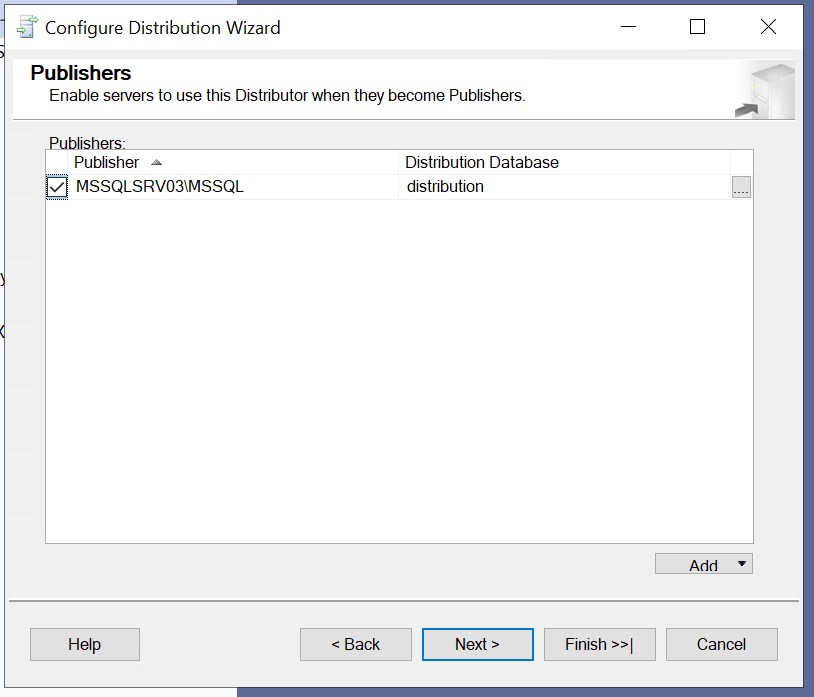 Configure Distribution Wizard
Publishers
Enable servers to use this Distributor when they become Publishers.
Publishers:
Publisher Distribution Database
MSSQLSRV03\MSSQL distribution ....
Add
Help < Back Next > Finish >>| Cancel